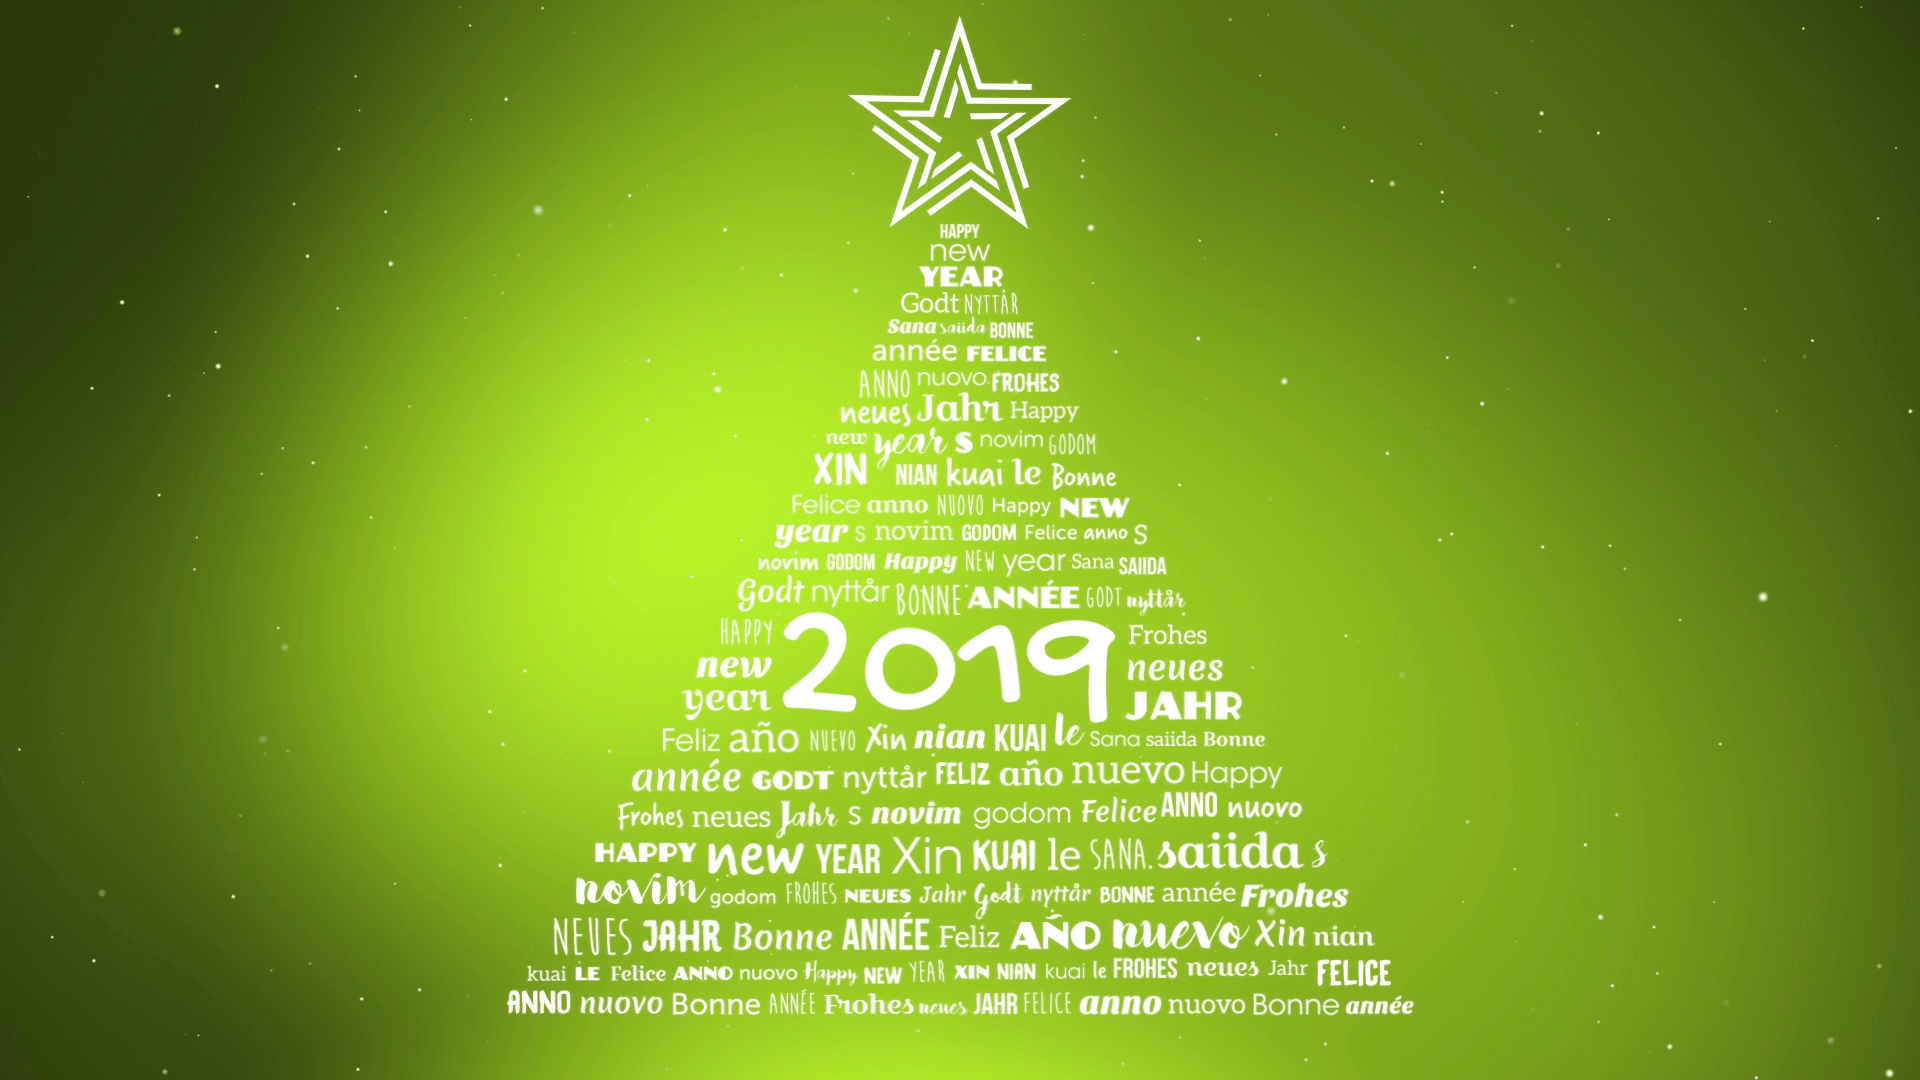 HAPPY
new
YEAR
Godt NYTTÅR
Sana saiida BONNE
année FELICE
ANNO nuovo FROHES
neues Jahr Happy
new year s novim GODOM
XIN NIAN kuai le Bonne
Felice anno NUOVO Happy NEW
year s novim GODOM Felice anno S
novim GODOM Happy NEW year Sana SAIIDA
Godt nyttår BONNE ANNÉE GODT nyttår
HAPPY
new
year
2019
Frohes
neues
JAHR
Feliz año NUEVO Xin nian KUAI le Sana saiida Bonne
année GODT nyttår FELIZ año nuevo Happy
Frohes neues Jahr S novim godom Felice ANNO nuovo
HAPPY new YEAR Xin KUAI le SANA saiida s
novim godom FROHES NEUES Jahr Godt nyttår BONNE année Frohes
NEUES JAHR Bonne ANNÉE Feliz AÑO nuevo Xin nian
kuai LE Felice ANNO nuovo Happy NEW YEAR XIN NIAN kuai le FROHES neues Jahr FELICE
ANNO nuovo Bonne ANNÉE Frohes neues JAHR FELICE anno nuovo Bonne année